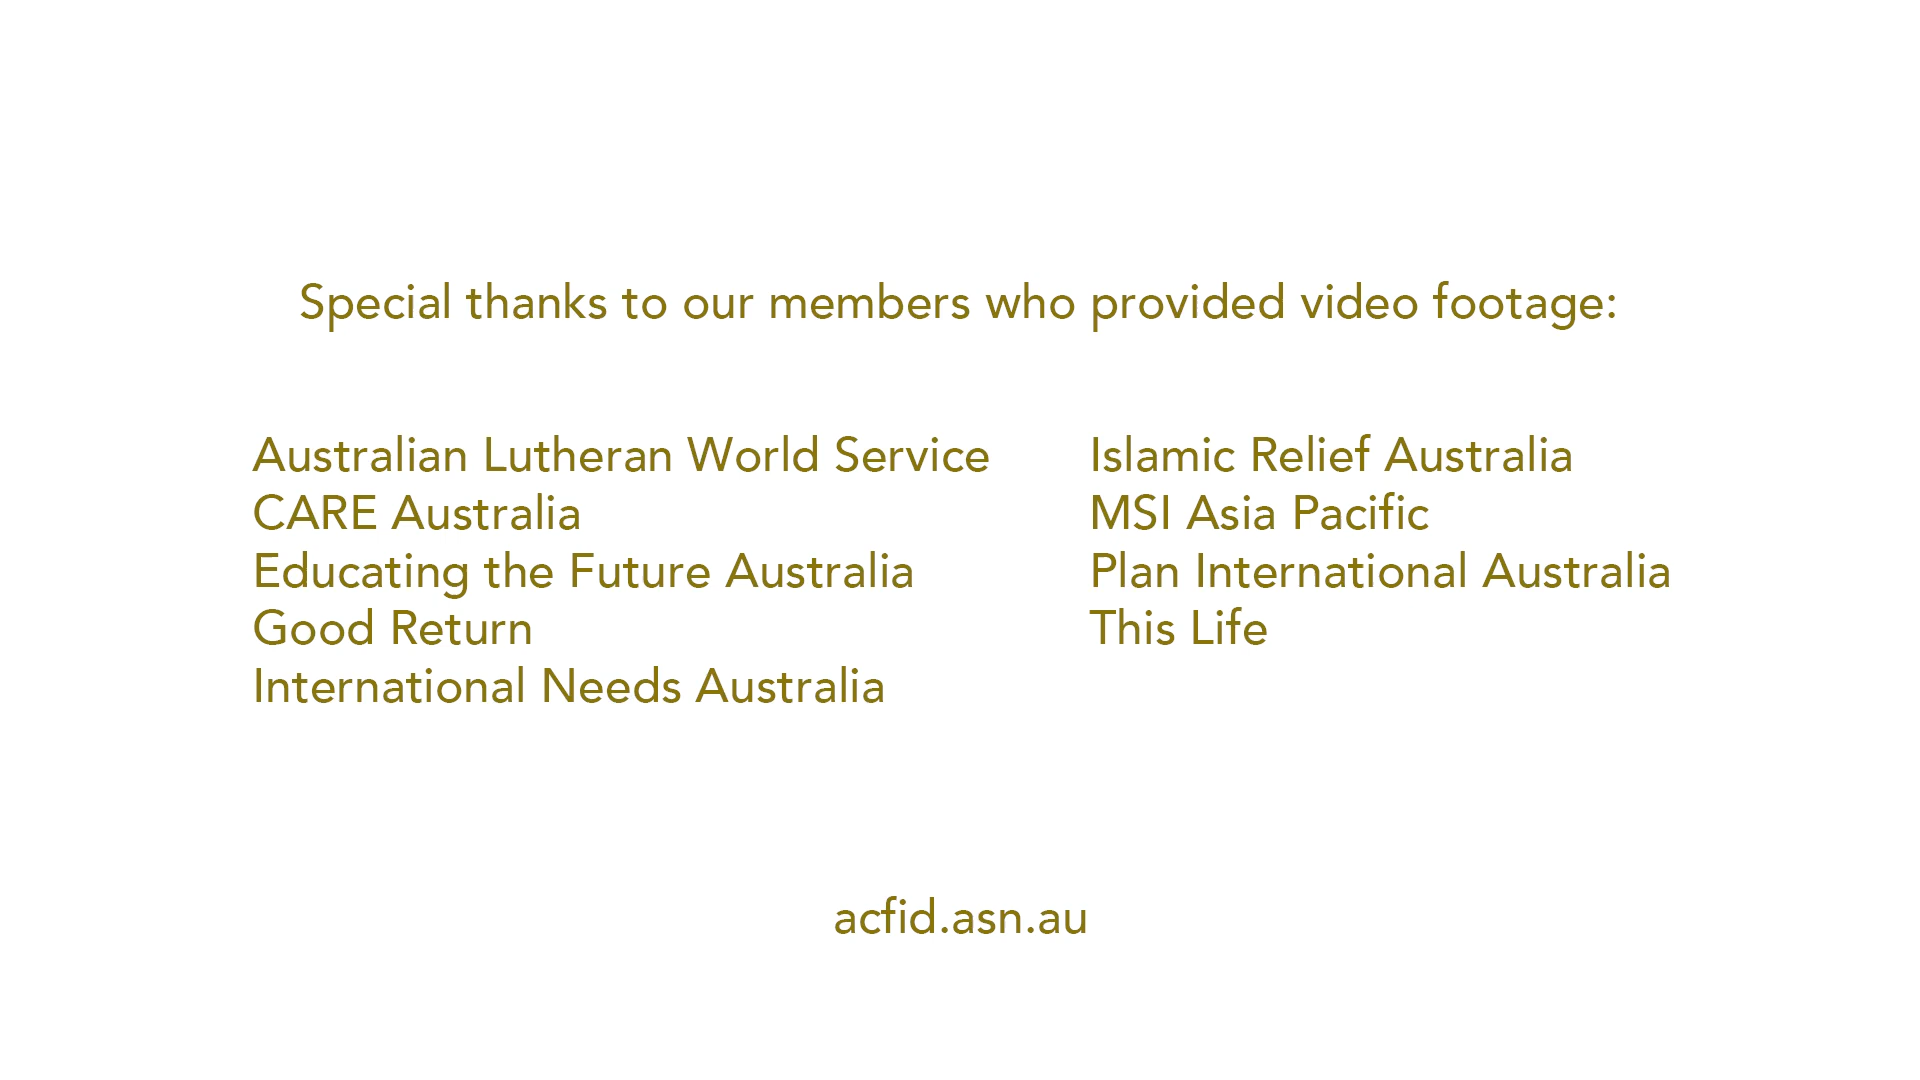 Special thanks to our members who provided video footage:
Australian Lutheran World Service
CARE Australia
Educating the Future Australia
Good Return
International Needs Australia
Islamic Relief Australia
MSI Asia Pacific
Plan International Australia
This Life
acfid.asn.au